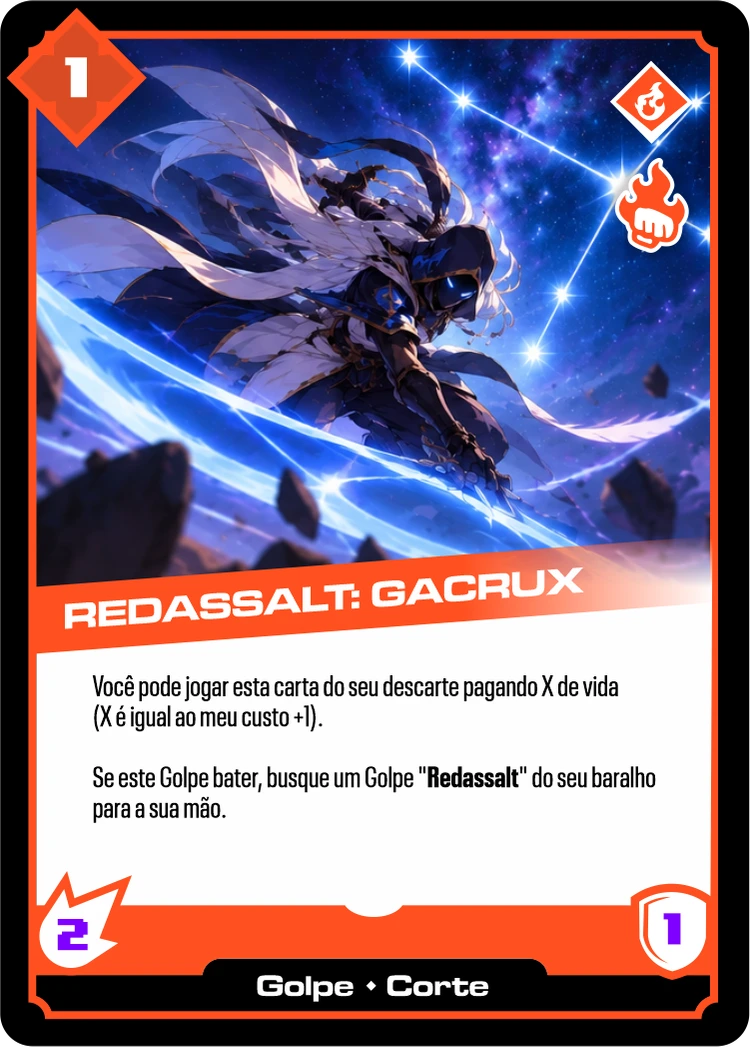 1
REDASSALT: GACRUX
Você pode jogar esta carta do seu descarte pagando X de vida
(X é igual ao meu custo +1).
Se este Golpe bater, busque um Golpe "Redassalt" do seu baralho
para a sua mão.
2
1
Golpe • Corte